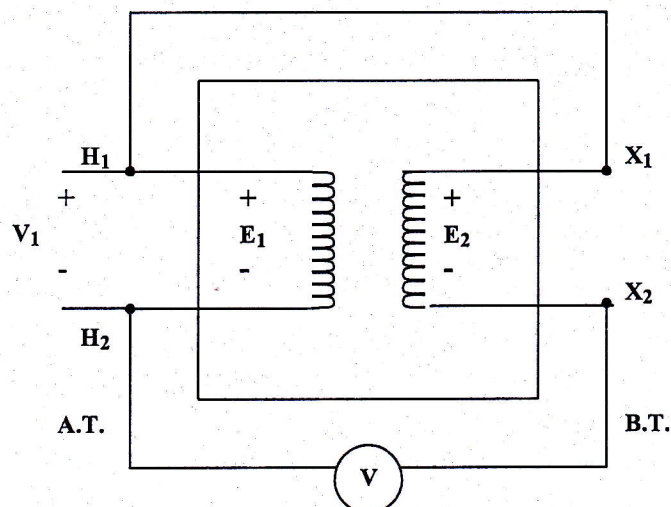 H1 X1
+ + +
V1 E1 E2
- - -
X2
H2
A.T. B.T.
V